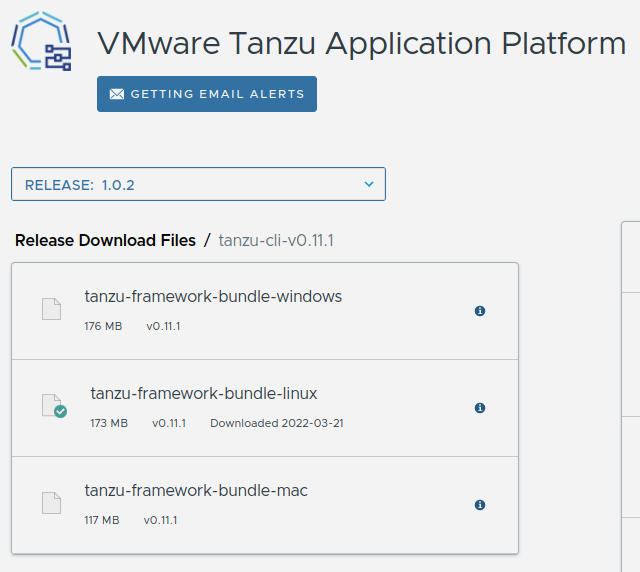 VMware Tanzu Application Platform
GETTING EMAIL ALERTS
RELEASE: 1.0.2
Release Download Files / tanzu-cli-v0.11.1
tanzu-framework-bundle-windows
176 MB v0.11.1
tanzu-framework-bundle-linux
173 MB v0.11.1 Downloaded 2022-03-21
tanzu-framework-bundle-mac
117 MB v0.11.1